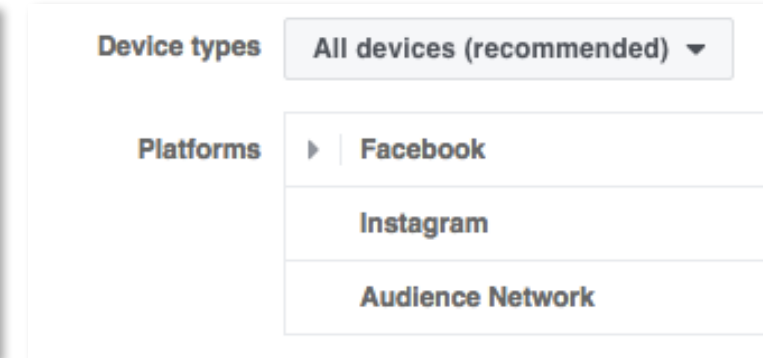 Device types All devices (recommended)
Platforms Facebook
Instagram
Audience Network